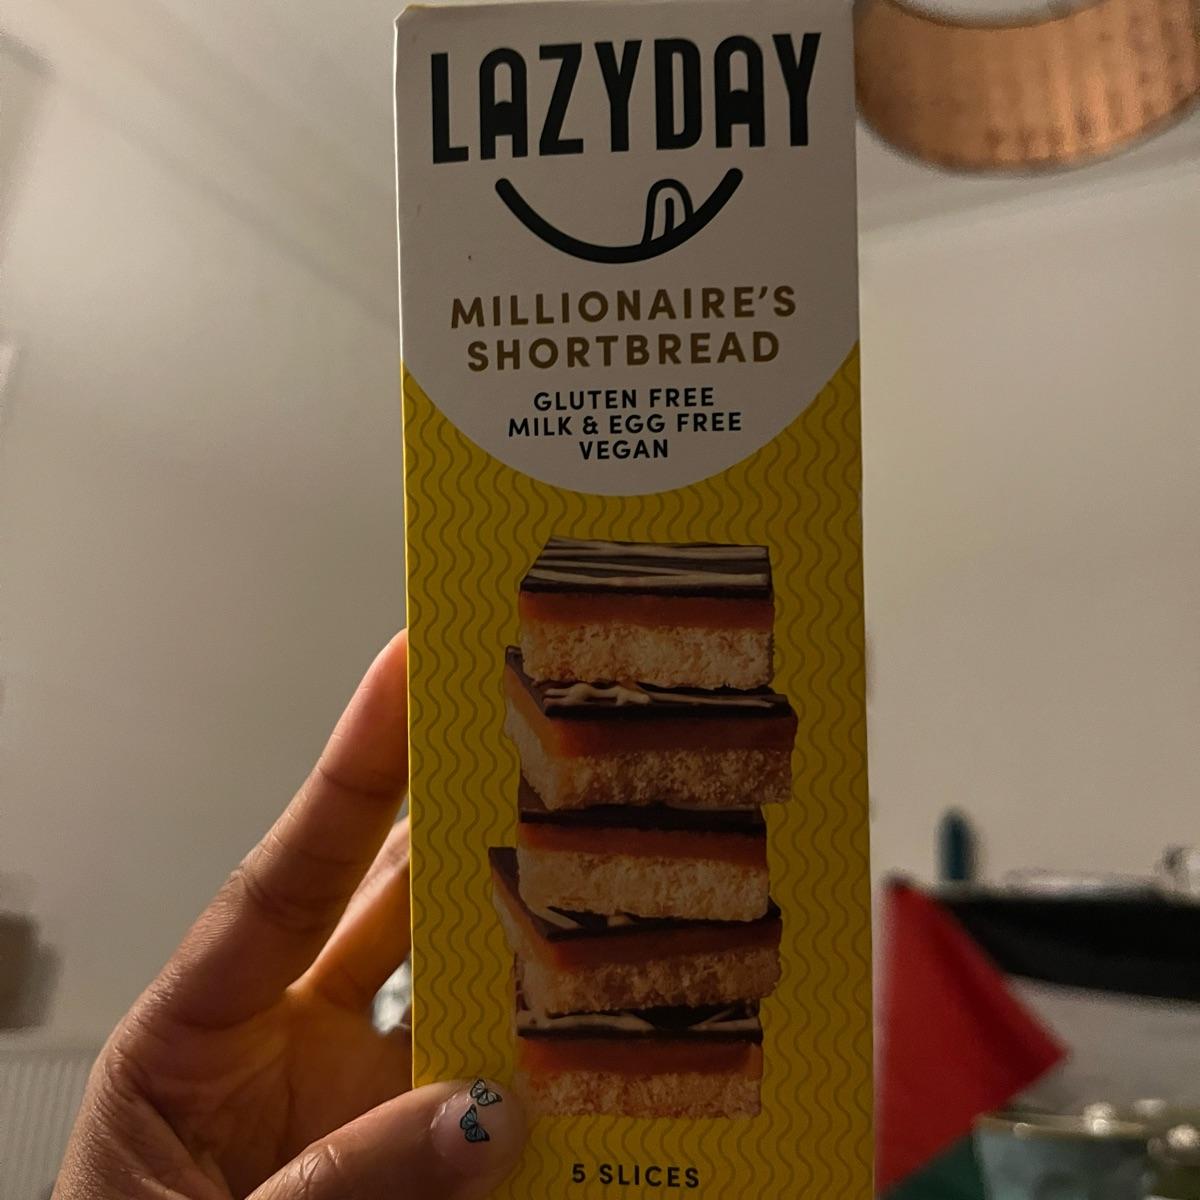 LAZYDAY
MILLIONAIRE'S
SHORTBREAD
GLUTEN FREE
MILK & EGG FREE
VEGAN
5 SLICES